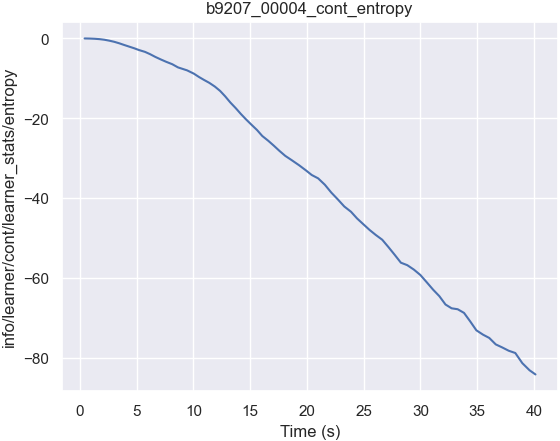 b9207_00004_cont_entropy
info/learner/cont/learner_stats/entropy
0
−20
−40
−60
−80
0 5 10 15 20 25 30 35 40
Time (s)